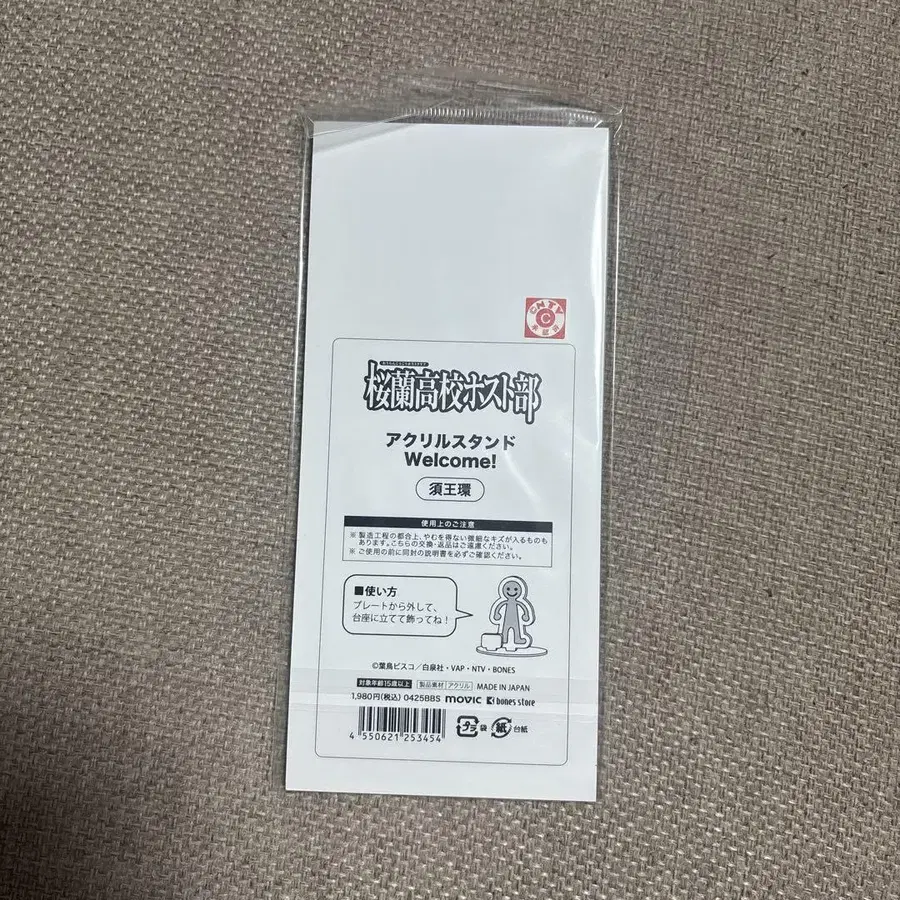 CNTV
C
桜蘭高校ホスト部
アクリルスタンド
Welcome!
須王環
使用上のご注意
※製造工程の都合上、やむを得ない微細なキズが入るものも
あります。こちらの交換・返品はご遠慮ください。
※ご使用の前に同封の説明書を必ずご確認ください。
■使い方
プレートから外して、
台座に立てて飾ってね!
©葉鳥ビスコ/白泉社・VAP・NTV・BONES
対象年齢15歳以上 製品素材 アクリル MADE IN JAPAN
1,980円(税込) 0425BBS movic bones store
4 550621 253454
プラ 袋 紙 台紙